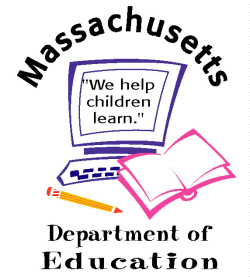 Massachusetts
"We help
children
learn."
Department of
Education